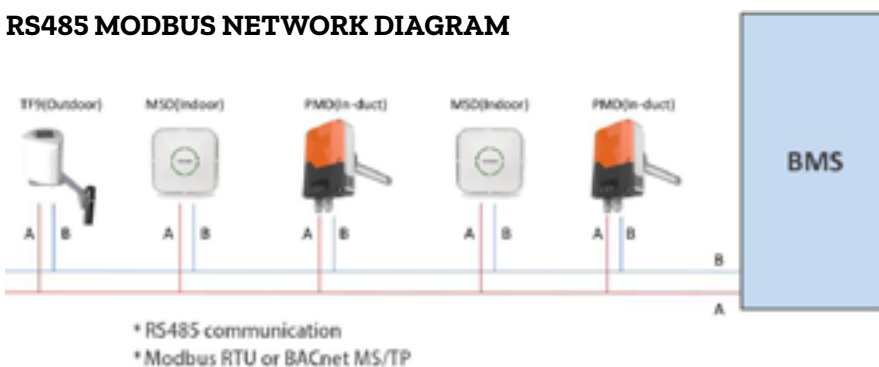 RS485 MODBUS NETWORK DIAGRAM
TF9(Outdoor) MSD(Indoor) PMD(In-duct) MSD(Indoor) PMD(In-duct)
BMS
A B A B A B A B A B
B
A
* RS485 communication
* Modbus RTU or BACnet MS/TP